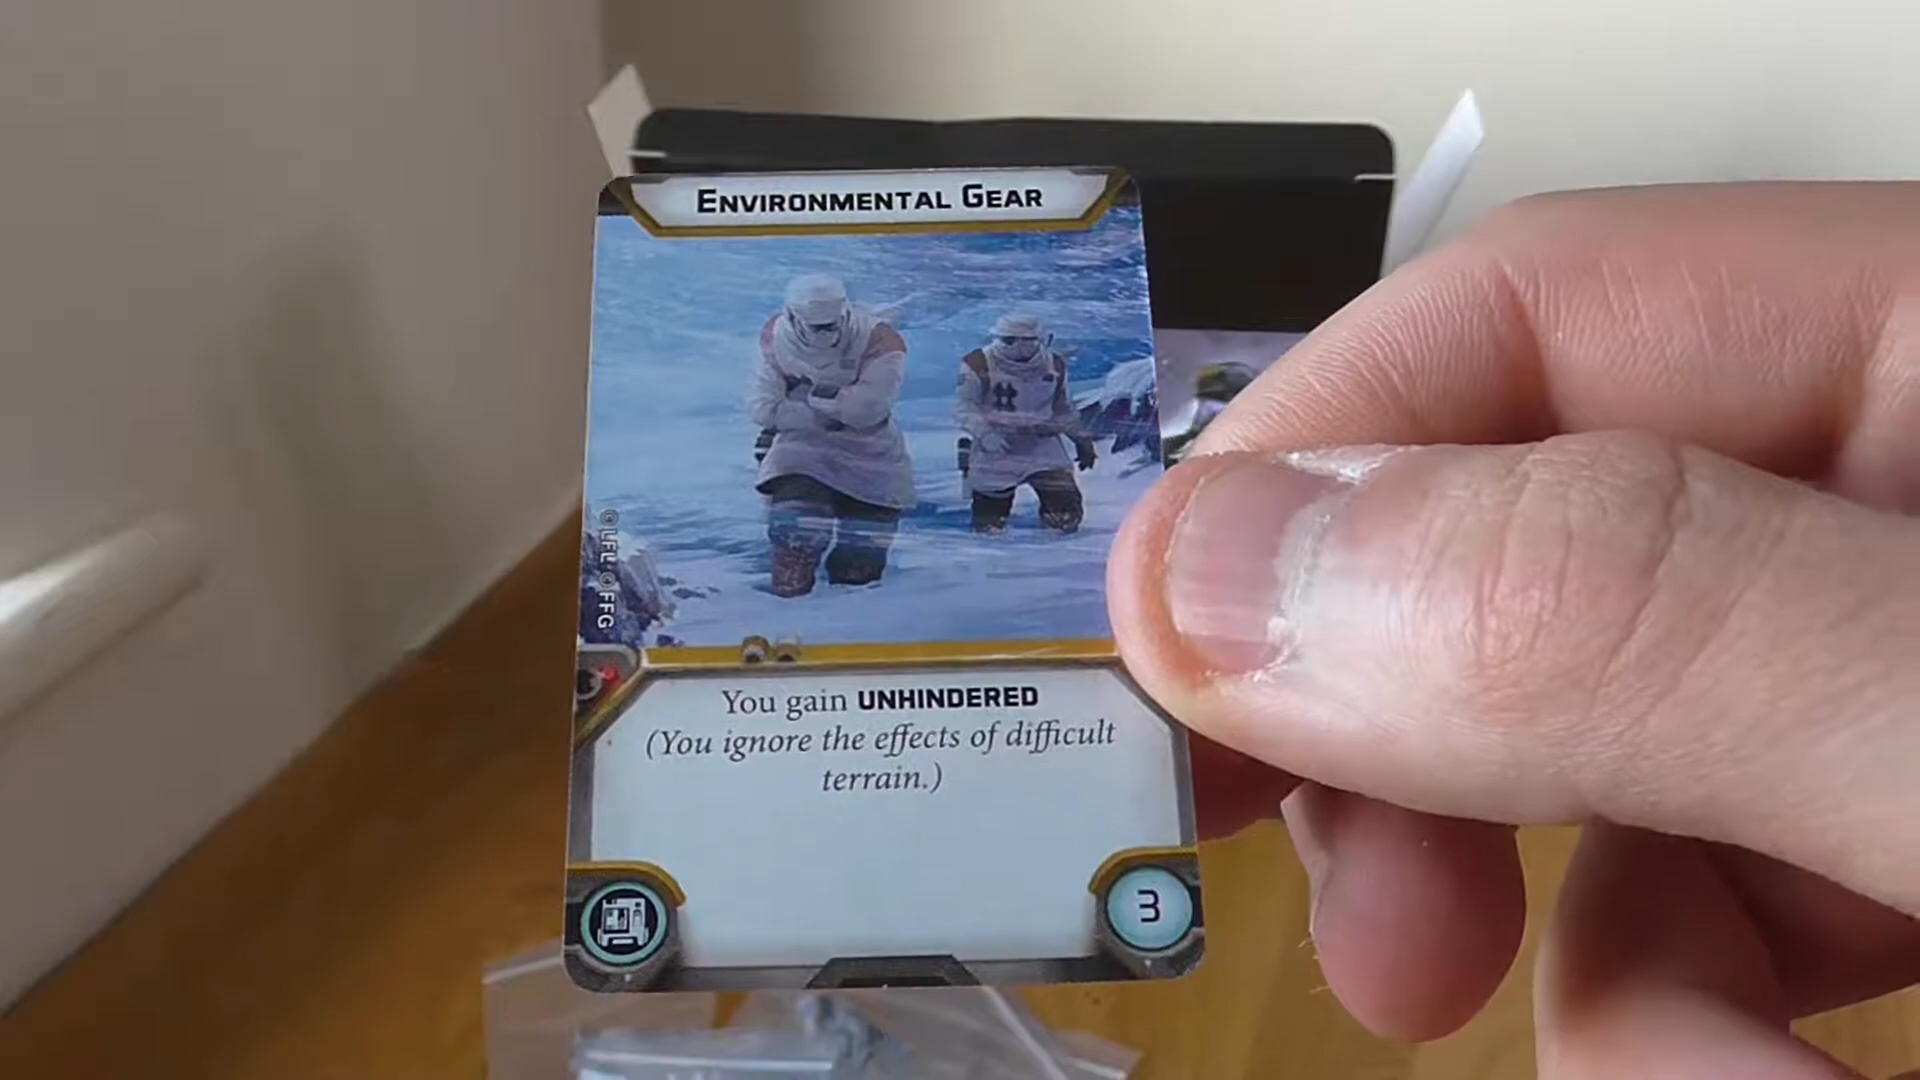 ENVIRONMENTAL GEAR
©LFL ©FFG
You gain UNHINDERED
(You ignore the effects of difficult
terrain.)
3